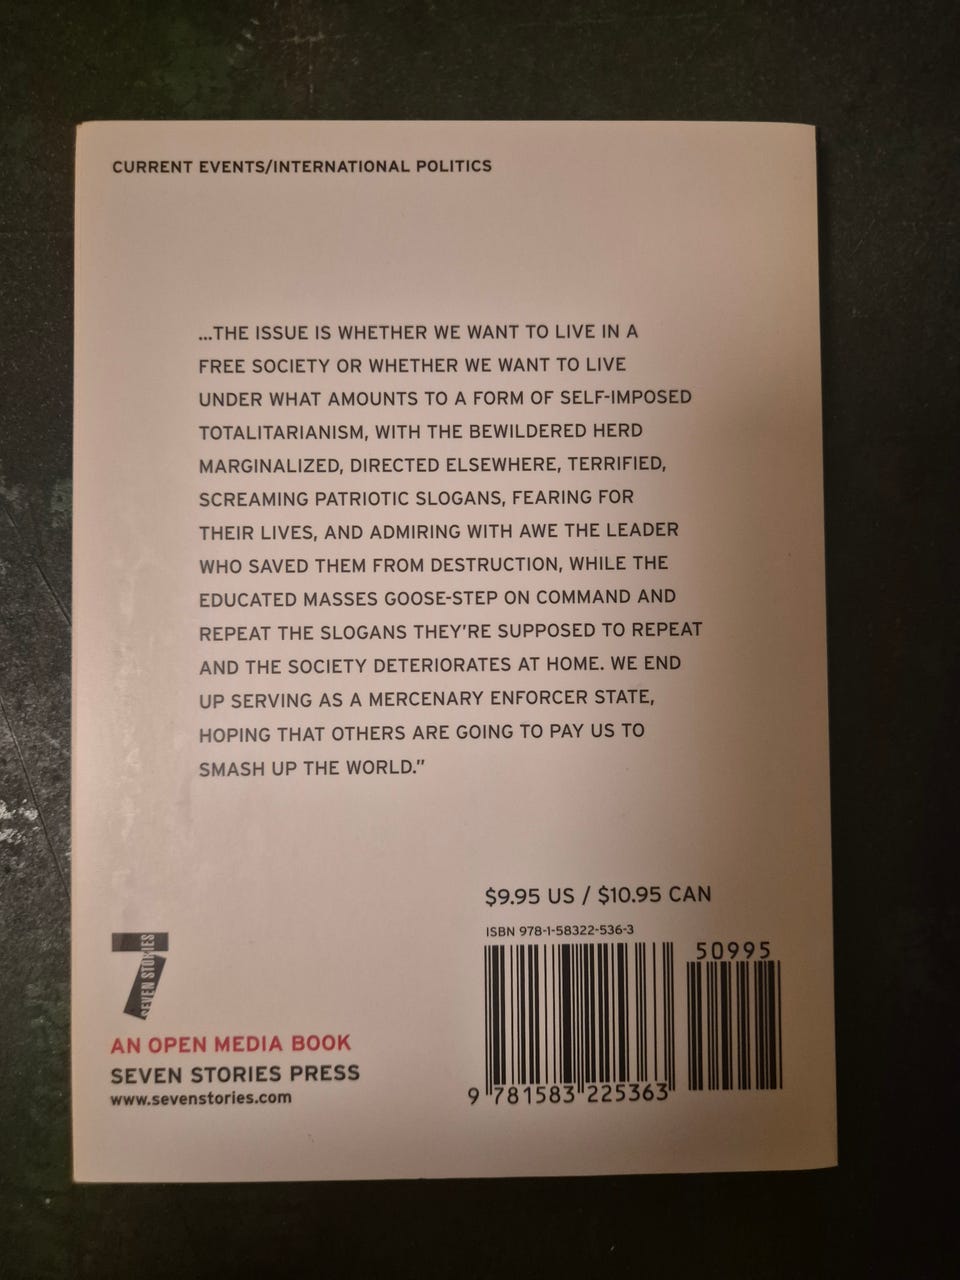 CURRENT EVENTS/INTERNATIONAL POLITICS
...THE ISSUE IS WHETHER WE WANT TO LIVE IN A
FREE SOCIETY OR WHETHER WE WANT TO LIVE
UNDER WHAT AMOUNTS TO A FORM OF SELF-IMPOSED
TOTALITARIANISM, WITH THE BEWILDERED HERD
MARGINALIZED, DIRECTED ELSEWHERE, TERRIFIED,
SCREAMING PATRIOTIC SLOGANS, FEARING FOR
THEIR LIVES, AND ADMIRING WITH AWE THE LEADER
WHO SAVED THEM FROM DESTRUCTION, WHILE THE
EDUCATED MASSES GOOSE-STEP ON COMMAND AND
REPEAT THE SLOGANS THEY'RE SUPPOSED TO REPEAT
AND THE SOCIETY DETERIORATES AT HOME. WE END
UP SERVING AS A MERCENARY ENFORCER STATE,
HOPING THAT OTHERS ARE GOING TO PAY US TO
SMASH UP THE WORLD."
$9.95 US / $10.95 CAN
ISBN 978-1-58322-536-3
50995
9 781583 225363
7
SEVEN STORIES
AN OPEN MEDIA BOOK
SEVEN STORIES PRESS
www.sevenstories.com